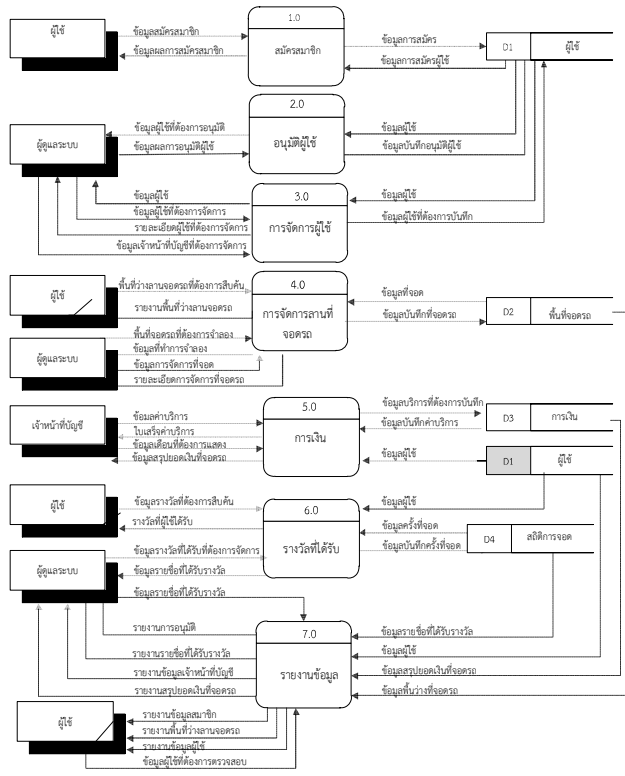 ผู้ใช้
ข้อมูลสมัครสมาชิก
ข้อมูลผลการสมัครสมาชิก
1.0
สมัครสมาชิก
ข้อมูลการสมัคร
ข้อมูลการสมัครผู้ใช้
D1
ผู้ใช้
ผู้ดูแลระบบ
ข้อมูลผู้ใช้ที่ต้องการอนุมัติ
ข้อมูลผลการอนุมัติผู้ใช้
2.0
อนุมัติผู้ใช้
ข้อมูลผู้ใช้
ข้อมูลบันทึกอนุมัติผู้ใช้
ข้อมูลผู้ใช้
ข้อมูลผู้ใช้ที่ต้องการจัดการ
รายละเอียดผู้ใช้ที่ต้องการจัดการ
ข้อมูลเจ้าหน้าที่บัญชีที่ต้องการจัดการ
3.0
การจัดการผู้ใช้
ข้อมูลผู้ใช้
ข้อมูลผู้ใช้ที่ต้องการบันทึก
ผู้ใช้
พื้นที่ว่างลานจอดรถที่ต้องการสืบค้น
รายงานพื้นที่ว่างลานจอดรถ
4.0
การจัดการลานที่
จอดรถ
ข้อมูลที่จอด
ข้อมูลบันทึกที่จอดรถ
D2
พื้นที่จอดรถ
ผู้ดูแลระบบ
พื้นที่จอดรถที่ต้องการจำลอง
ข้อมูลที่ทำการจำลอง
ข้อมูลการจัดการที่จอด
รายละเอียดการจัดการที่จอดรถ
เจ้าหน้าที่บัญชี
ข้อมูลค่าบริการ
ใบเสร็จค่าบริการ
ข้อมูลเดือนที่ต้องการแสดง
ข้อมูลสรุปยอดเงินที่จอดรถ
5.0
การเงิน
ข้อมูลบริการที่ต้องการบันทึก
ข้อมูลบันทึกค่าบริการ
ข้อมูลผู้ใช้
D3
การเงิน
D1
ผู้ใช้
ผู้ใช้
ข้อมูลรางวัลที่ต้องการสืบค้น
รางวัลที่ผู้ใช้ได้รับ
6.0
รางวัลที่ได้รับ
ข้อมูลผู้ใช้
ข้อมูลครั้งที่จอด
ข้อมูลบันทึกครั้งที่จอด
D4
สถิติการจอด
ผู้ดูแลระบบ
ข้อมูลรางวัลที่ได้รับที่ต้องการจัดการ
ข้อมูลรายชื่อที่ได้รับรางวัล
ข้อมูลรายชื่อที่ได้รับรางวัล
รายงานการอนุมัติ
รายงานรายชื่อที่ได้รับรางวัล
รายงานข้อมูลเจ้าหน้าที่บัญชี
รายงานสรุปยอดเงินที่จอดรถ
7.0
รายงานข้อมูล
ข้อมูลรายชื่อที่ได้รับรางวัล
ข้อมูลผู้ใช้
ข้อมูลสรุปยอดเงินที่จอดรถ
ข้อมูลพื้นว่างที่จอดรถ
ผู้ใช้
รายงานข้อมูลสมาชิก
รายงานพื้นที่ว่างลานจอดรถ
รายงานข้อมูลผู้ใช้
ข้อมูลผู้ใช้ที่ต้องการตรวจสอบ